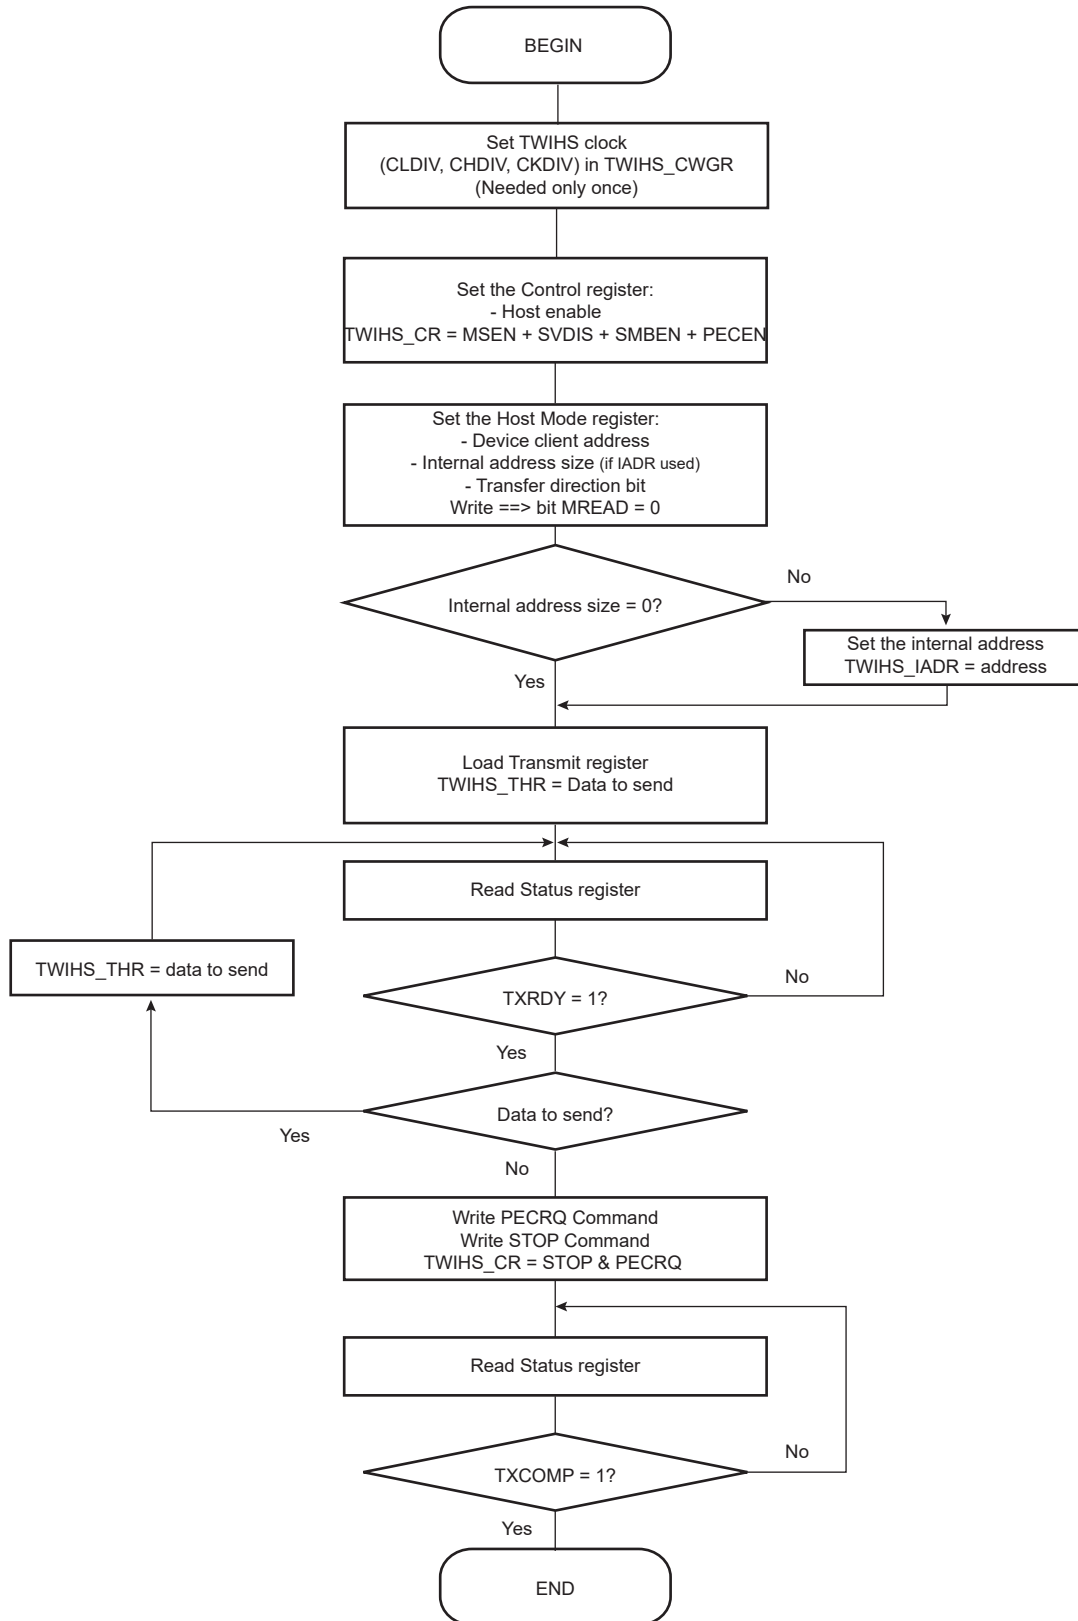 BEGIN
Set TWIHS clock
(CLDIV, CHDIV, CKDIV) in TWIHS_CWGR
(Needed only once)
Set the Control register:
- Host enable
TWIHS_CR = MSEN + SVDIS + SMBEN + PECEN
Set the Host Mode register:
- Device client address
- Internal address size (if IADR used)
- Transfer direction bit
Write ==> bit MREAD = 0
No
Internal address size = 0?
Set the internal address
TWIHS_IADR = address
Yes
Load Transmit register
TWIHS_THR = Data to send
Read Status register
TWIHS_THR = data to send
No
TXRDY = 1?
Yes
Data to send?
Yes
No
Write PECRQ Command
Write STOP Command
TWIHS_CR = STOP & PECRQ
Read Status register
No
TXCOMP = 1?
Yes
END